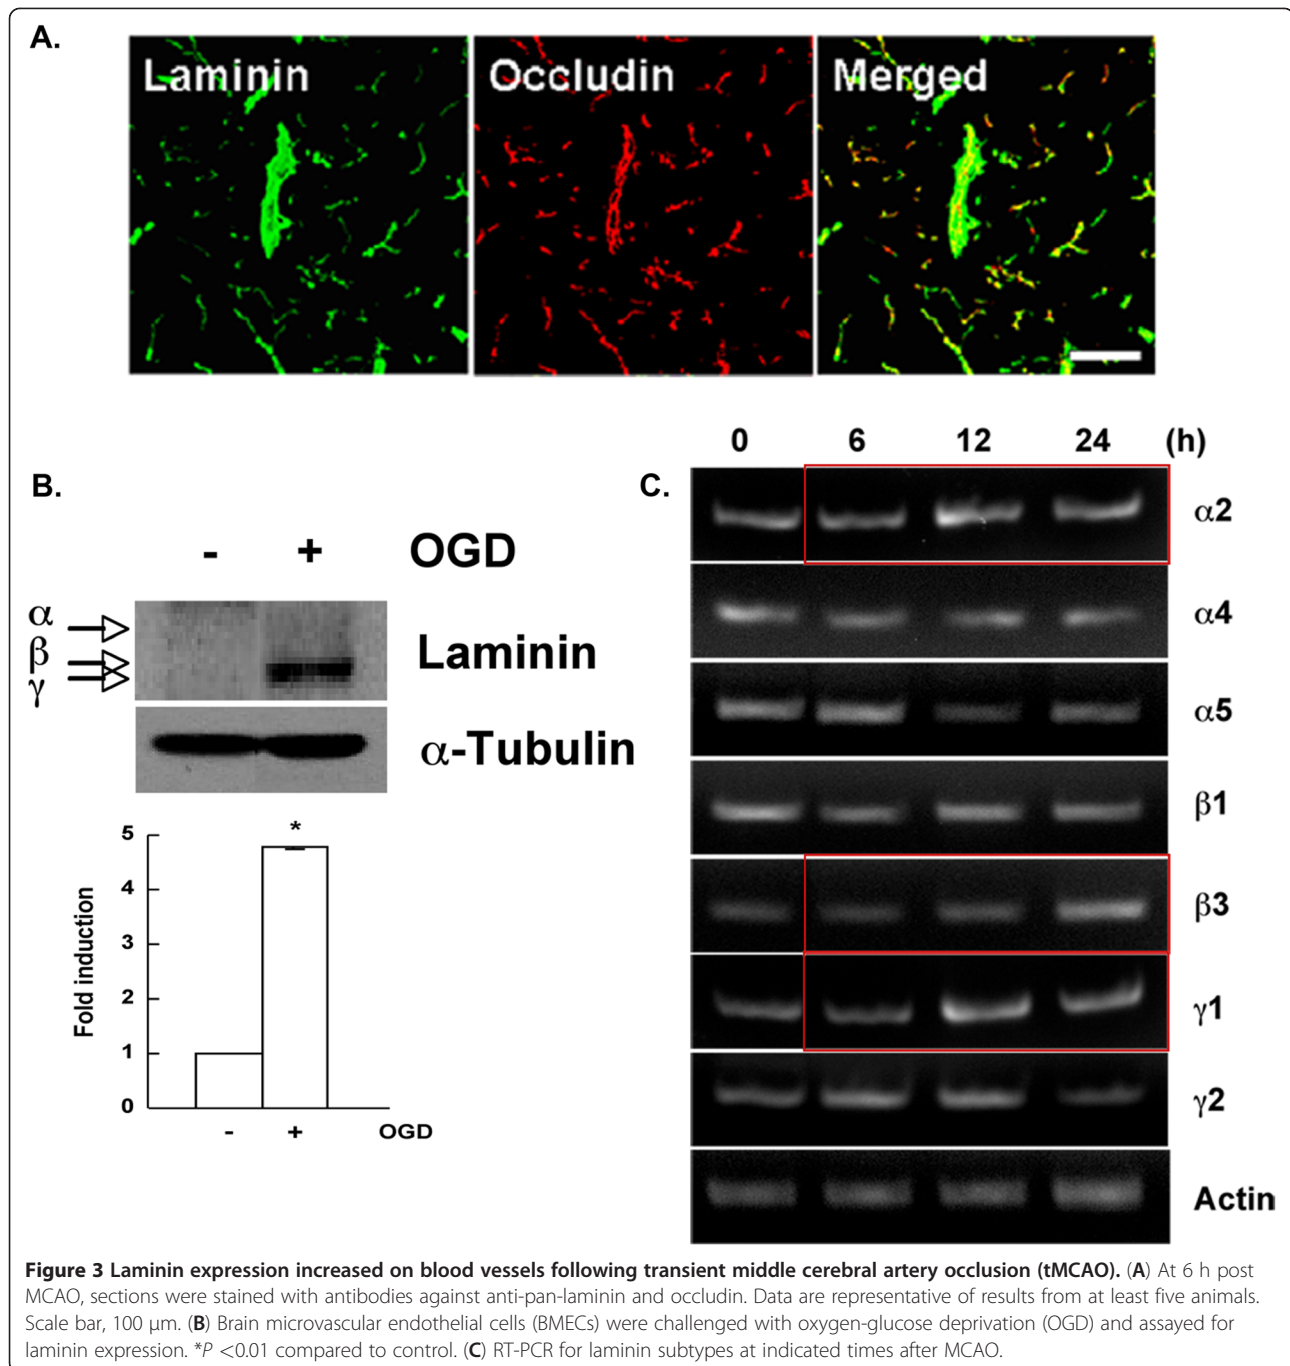 A.
Laminin Occludin Merged
B.
- + OGD
α
β
γ
Laminin
α-Tubulin
5
4
3
2
1
0
Fold induction
*
- + OGD
C.
0 6 12 24 (h)
α2
α4
α5
β1
β3
γ1
γ2
Actin
Figure 3 Laminin expression increased on blood vessels following transient middle cerebral artery occlusion (tMCAO). (A) At 6 h post
MCAO, sections were stained with antibodies against anti-pan-laminin and occludin. Data are representative of results from at least five animals.
Scale bar, 100 μm. (B) Brain microvascular endothelial cells (BMECs) were challenged with oxygen-glucose deprivation (OGD) and assayed for
laminin expression. *P <0.01 compared to control. (C) RT-PCR for laminin subtypes at indicated times after MCAO.